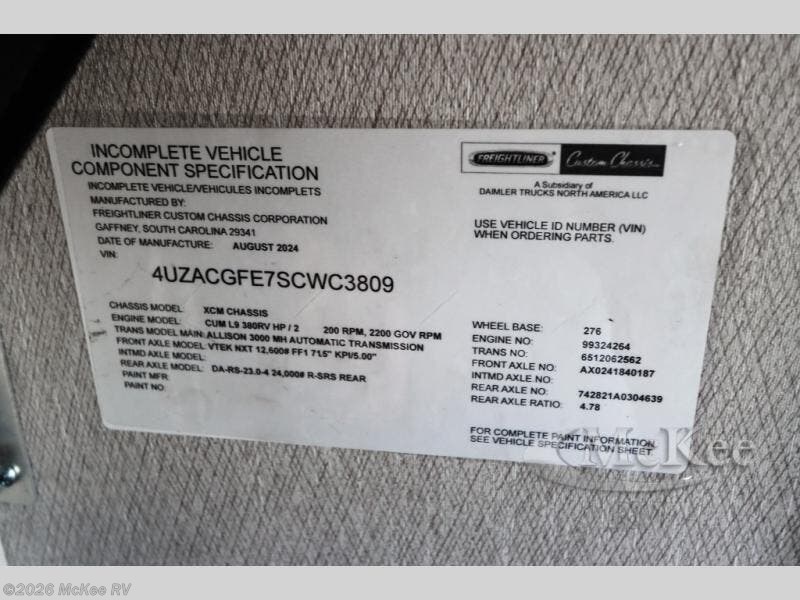 INCOMPLETE VEHICLE
COMPONENT SPECIFICATION
INCOMPLETE VEHICLE/VEHICULES INCOMPLETS
MANUFACTURED BY:
FREIGHTLINER CUSTOM CHASSIS CORPORATION
GAFFNEY, SOUTH CAROLINA 29341
DATE OF MANUFACTURE: AUGUST 2024
VIN:
4UZACGFE7SCWC3809
CHASSIS MODEL: XCM CHASSIS
ENGINE MODEL: CUM L9 380RV HP / 2 200 RPM, 2200 GOV RPM
TRANS MODEL MAIN: ALLISON 3000 MH AUTOMATIC TRANSMISSION
FRONT AXLE MODEL: VTEK NXT 12,600# FF1 71.5" KPI/5.00"
INTMD AXLE MODEL:
REAR AXLE MODEL: DA-RS-23.0-4 24,000# R-SRS REAR
PAINT MFR:
PAINT NO:
FREIGHTLINER Custom Chassis
A Subsidiary of
DAIMLER TRUCKS NORTH AMERICA LLC
USE VEHICLE ID NUMBER (VIN)
WHEN ORDERING PARTS.
WHEEL BASE: 276
ENGINE NO: 99324264
TRANS NO: 6512062562
FRONT AXLE NO: AX0241840187
INTMD AXLE NO:
REAR AXLE NO: 742821A0304639
REAR AXLE RATIO: 4.78
FOR COMPLETE PAINT INFORMATION
SEE VEHICLE SPECIFICATION SHEET.
McKee
©2026 McKee RV